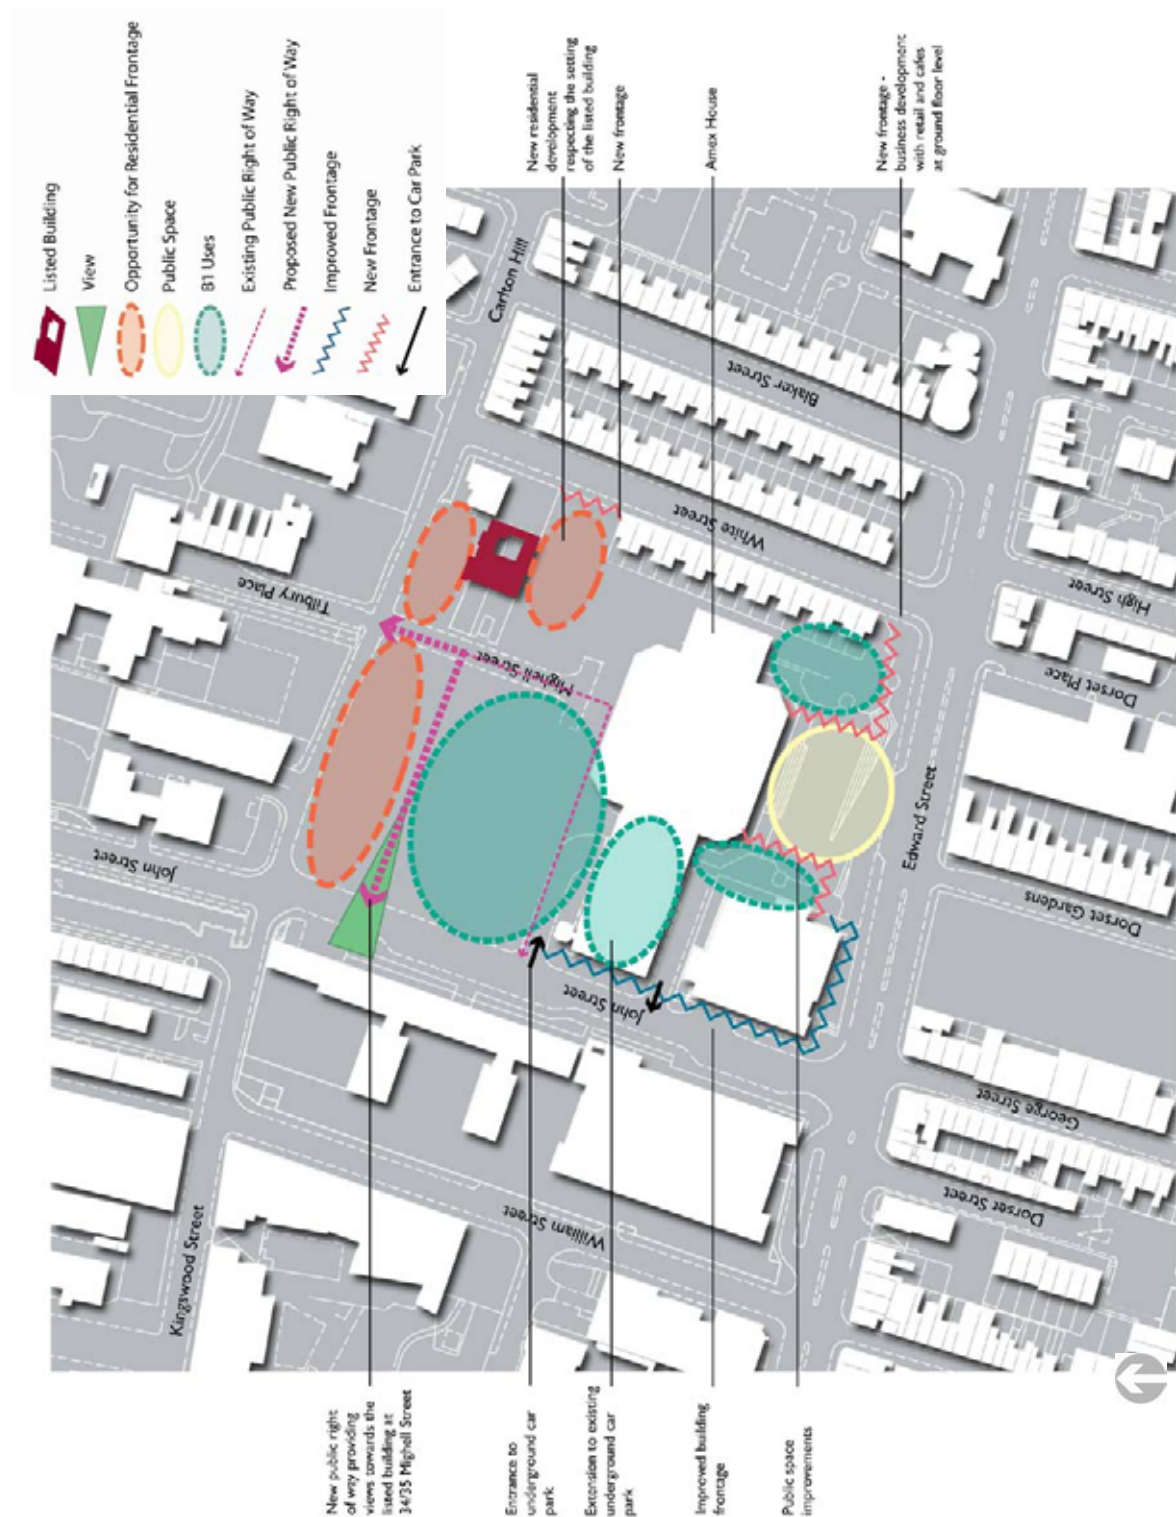 Listed Building
View
Opportunity for Residential Frontage
Public Space
B1 Uses
Existing Public Right of Way
Proposed New Public Right of Way
Improved Frontage
New Frontage
Entrance to Car Park
New residential
development
respecting the setting
of the listed building
New frontage
Amex House
New frontage -
business development
with retail and cafes
at ground floor level
Carlton Hill
Blaker Street
White Street
High Street
Tilbury Place
Mighell Street
Dorset Place
John Street
Edward Street
Dorset Gardens
John Street
George Street
Dorset Street
William Street
Kingswood Street
New public right
of way providing
views towards the
listed building at
34/35 Mighell Street
Entrance to
underground car
park
Extension to existing
underground car
park
Improved building
frontage
Public space
improvements